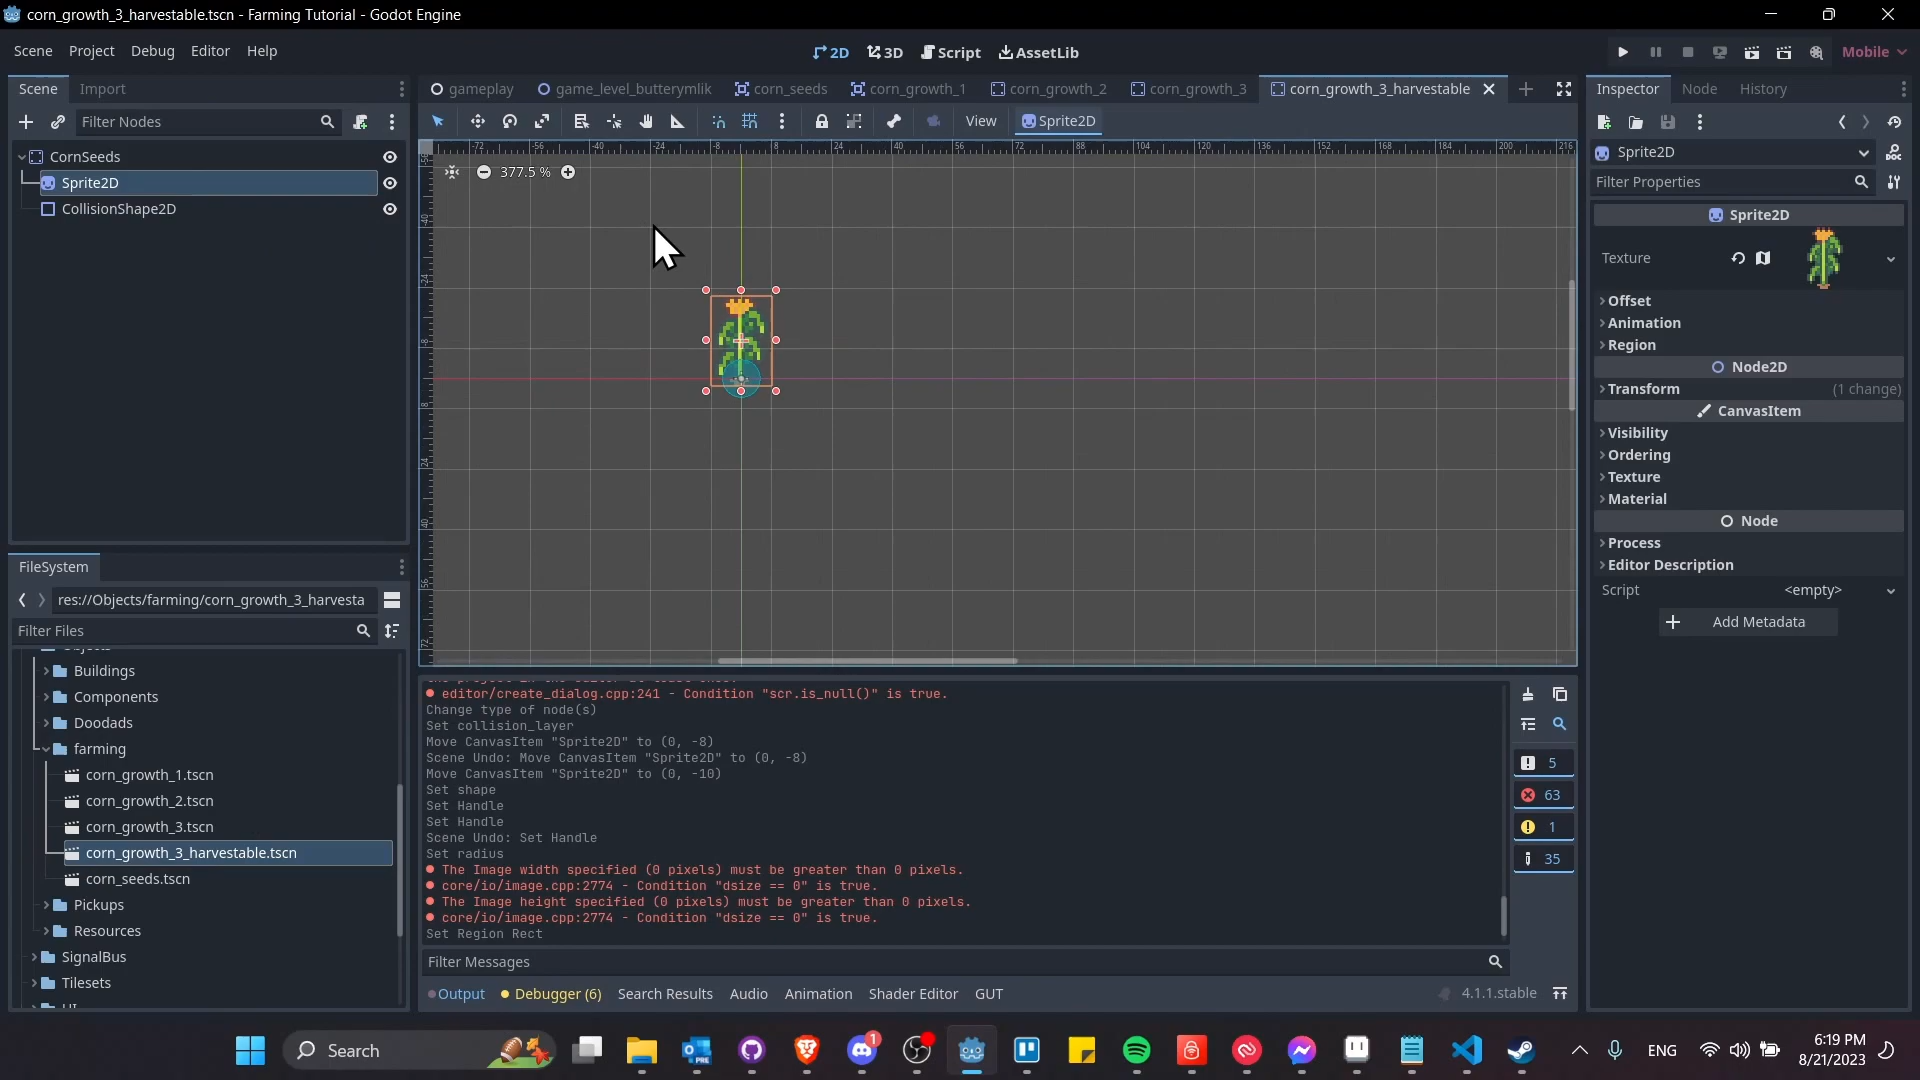 corn_growth_3_harvestable.tscn - Farming Tutorial - Godot Engine
Scene Project Debug Editor Help
2D 3D Script AssetLib
Mobile
Scene Import
gameplay game_level_butterymlik corn_seeds corn_growth_1 corn_growth_2 corn_growth_3 corn_growth_3_harvestable
Inspector Node History
Filter Nodes
View Sprite2D
CornSeeds
Sprite2D
CollisionShape2D
377.5 %
Sprite2D
Filter Properties
Sprite2D
Texture
Offset
Animation
Region
Node2D
Transform (1 change)
CanvasItem
Visibility
Ordering
Texture
Material
Node
Process
Editor Description
Script <empty>
Add Metadata
FileSystem
res://Objects/farming/corn_growth_3_harvesta
Filter Files
Buildings
Components
Doodads
farming
corn_growth_1.tscn
corn_growth_2.tscn
corn_growth_3.tscn
corn_growth_3_harvestable.tscn
corn_seeds.tscn
Pickups
Resources
SignalBus
Tilesets
editor/create_dialog.cpp:241 - Condition "scr.is_null()" is true.
Change type of node(s)
Set collision_layer
Move CanvasItem "Sprite2D" to (0, -8)
Scene Undo: Move CanvasItem "Sprite2D" to (0, -8)
Move CanvasItem "Sprite2D" to (0, -10)
Set shape
Set Handle
Set Handle
Scene Undo: Set Handle
Set radius
The Image width specified (0 pixels) must be greater than 0 pixels.
core/io/image.cpp:2774 - Condition "dsize == 0" is true.
The Image height specified (0 pixels) must be greater than 0 pixels.
core/io/image.cpp:2774 - Condition "dsize == 0" is true.
Set Region Rect
5
63
1
35
Filter Messages
Output Debugger (6) Search Results Audio Animation Shader Editor GUT
4.1.1.stable
Search
PRE
1
ENG
6:19 PM
8/21/2023